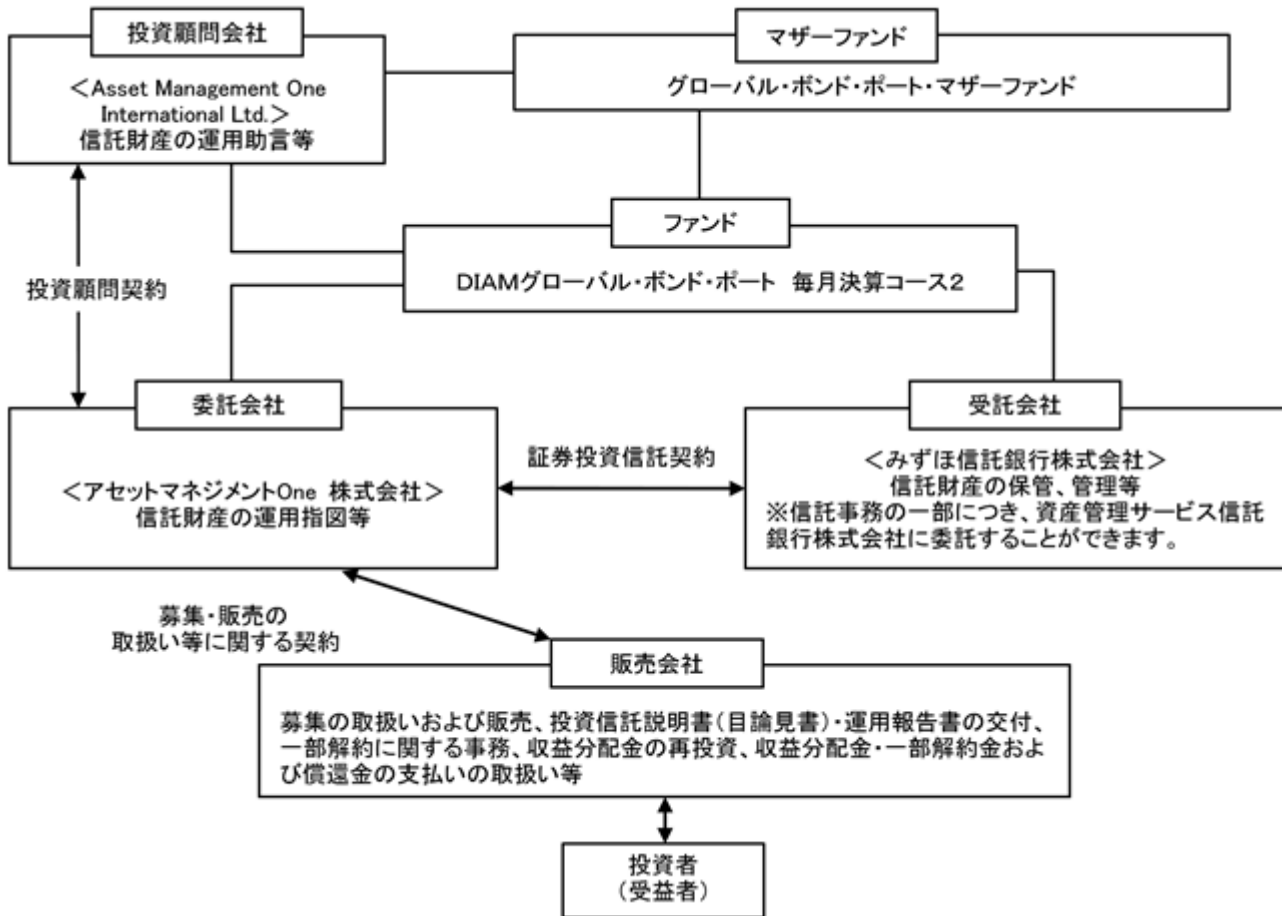 投資顧問会社
＜Asset Management One
International Ltd.＞
信託財産の運用助言等
マザーファンド
グローバル・ボンド・ポート・マザーファンド
ファンド
DIAMグローバル・ボンド・ポート　毎月決算コース２
投資顧問契約
委託会社
＜アセットマネジメントOne　株式会社＞
信託財産の運用指図等
証券投資信託契約
受託会社
＜みずほ信託銀行株式会社＞
信託財産の保管、管理等
※信託事務の一部につき、資産管理サービス信託
銀行株式会社に委託することができます。
募集・販売の
取扱い等に関する契約
販売会社
募集の取扱いおよび販売、投資信託説明書（目論見書）・運用報告書の交付、
一部解約に関する事務、収益分配金の再投資、収益分配金・一部解約金およ
び償還金の支払いの取扱い等
投資者
（受益者）